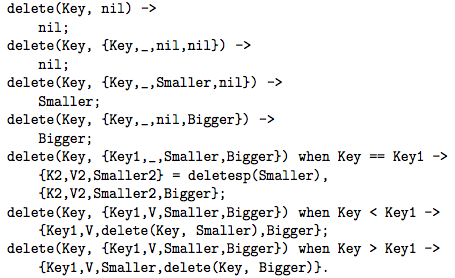 delete(Key, nil) ->
    nil;
delete(Key, {Key,_,nil,nil}) ->
    nil;
delete(Key, {Key,_,Smaller,nil}) ->
    Smaller;
delete(Key, {Key,_,nil,Bigger}) ->
    Bigger;
delete(Key, {Key1,_,Smaller,Bigger}) when Key == Key1 ->
    {K2,V2,Smaller2} = deletesp(Smaller),
    {K2,V2,Smaller2,Bigger};
delete(Key, {Key1,V,Smaller,Bigger}) when Key < Key1 ->
    {Key1,V,delete(Key, Smaller),Bigger};
delete(Key, {Key1,V,Smaller,Bigger}) when Key > Key1 ->
    {Key1,V,Smaller,delete(Key, Bigger)}.